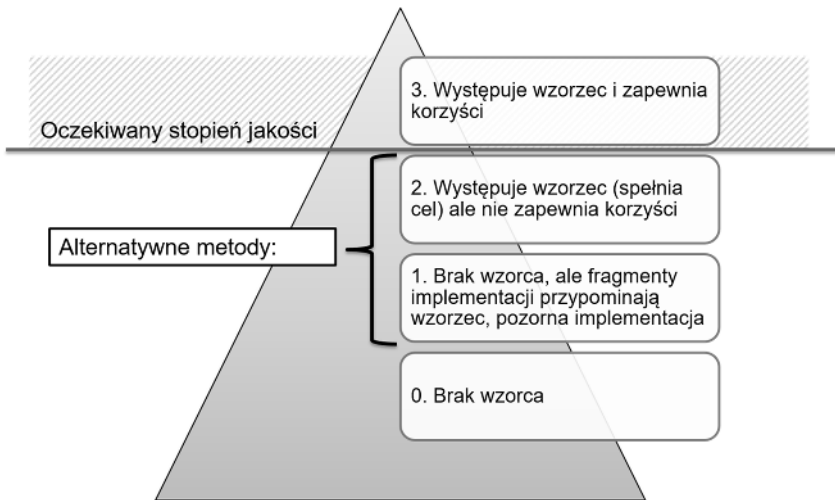 3. Występuje wzorzec i zapewnia
korzyści
Oczekiwany stopień jakości
2. Występuje wzorzec (spełnia
cel) ale nie zapewnia korzyści
Alternatywne metody:
1. Brak wzorca, ale fragmenty
implementacji przypominają
wzorzec, pozorna implementacja
0. Brak wzorca